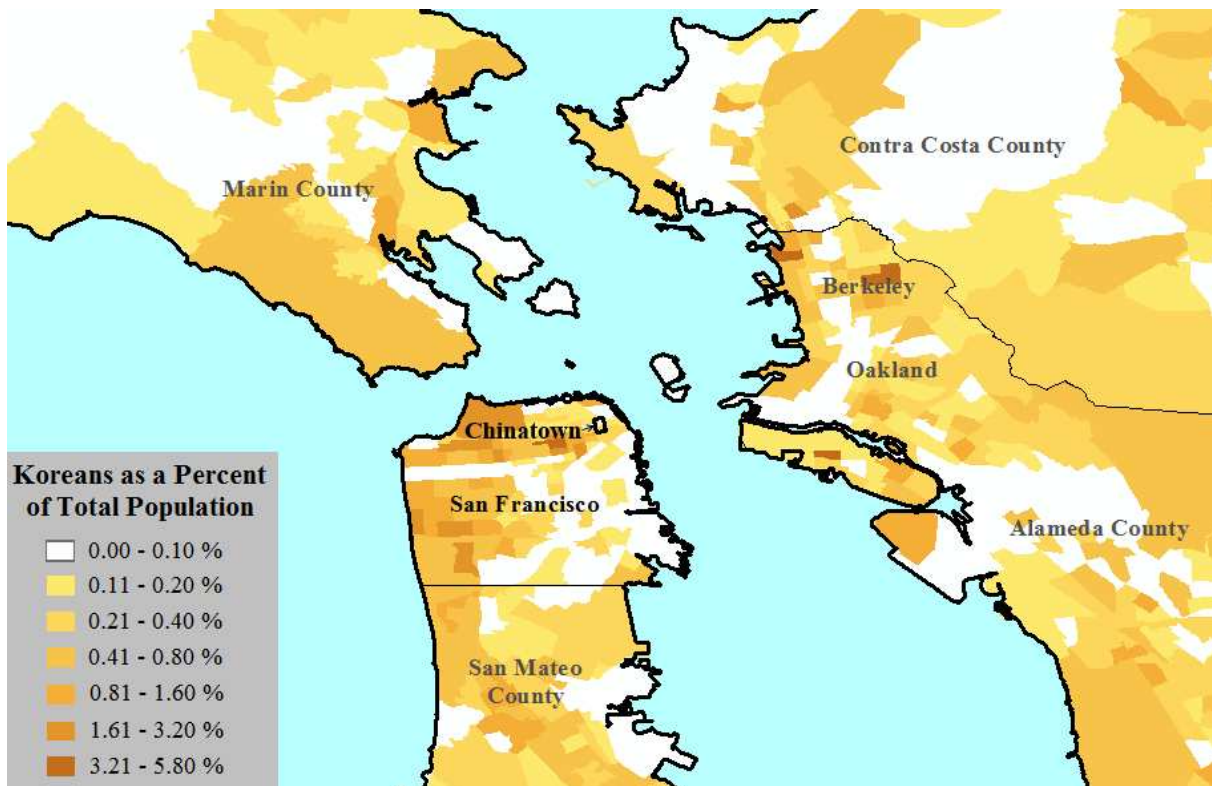 Contra Costa County
Marin County
Berkeley
Oakland
Chinatown
San Francisco
Alameda County
San Mateo
County
Koreans as a Percent
of Total Population
0.00 - 0.10 %
0.11 - 0.20 %
0.21 - 0.40 %
0.41 - 0.80 %
0.81 - 1.60 %
1.61 - 3.20 %
3.21 - 5.80 %